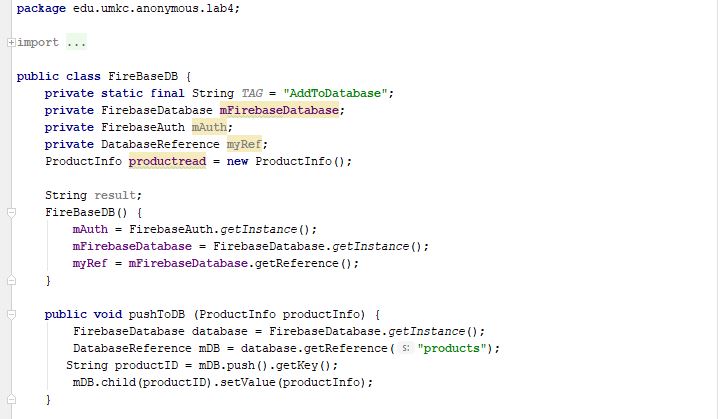 package edu.umkc.anonymous.lab4;
import ...
public class FireBaseDB {
private static final String TAG = "AddToDatabase";
private FirebaseDatabase mFirebaseDatabase;
private FirebaseAuth mAuth;
private DatabaseReference myRef;
ProductInfo productread = new ProductInfo();
String result;
FireBaseDB() {
mAuth = FirebaseAuth.getInstance();
mFirebaseDatabase = FirebaseDatabase.getInstance();
myRef = mFirebaseDatabase.getReference();
}
public void pushToDB (ProductInfo productInfo) {
FirebaseDatabase database = FirebaseDatabase.getInstance();
DatabaseReference mDB = database.getReference( s: "products");
String productID = mDB.push().getKey();
mDB.child(productID).setValue(productInfo);
}